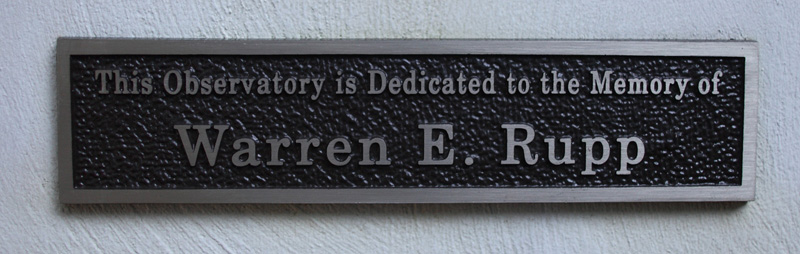 This Observatory is Dedicated to the Memory of
Warren E. Rupp